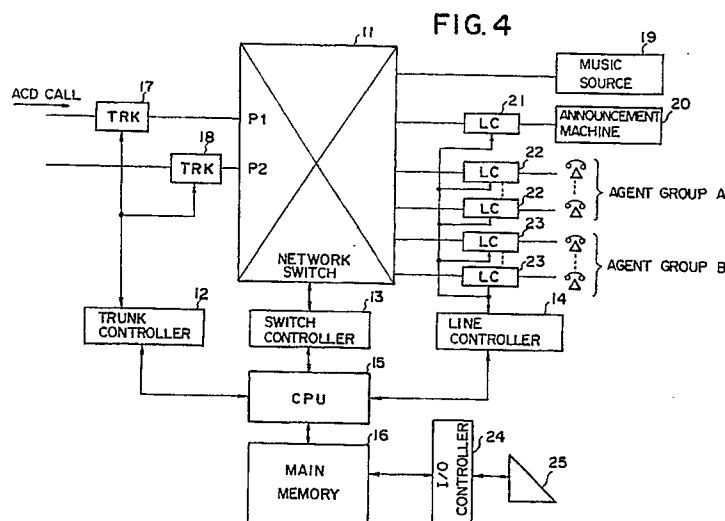 FIG. 4
11
19
MUSIC
SOURCE
ACD CALL
17
TRK
P1
21
LC
ANNOUNCEMENT
MACHINE
20
18
TRK
P2
22
LC
22
LC
AGENT GROUP A
23
LC
23
LC
AGENT GROUP B
NETWORK
SWITCH
12
TRUNK
CONTROLLER
13
SWITCH
CONTROLLER
14
LINE
CONTROLLER
15
CPU
16
MAIN
MEMORY
I/O
CONTROLLER
24
25